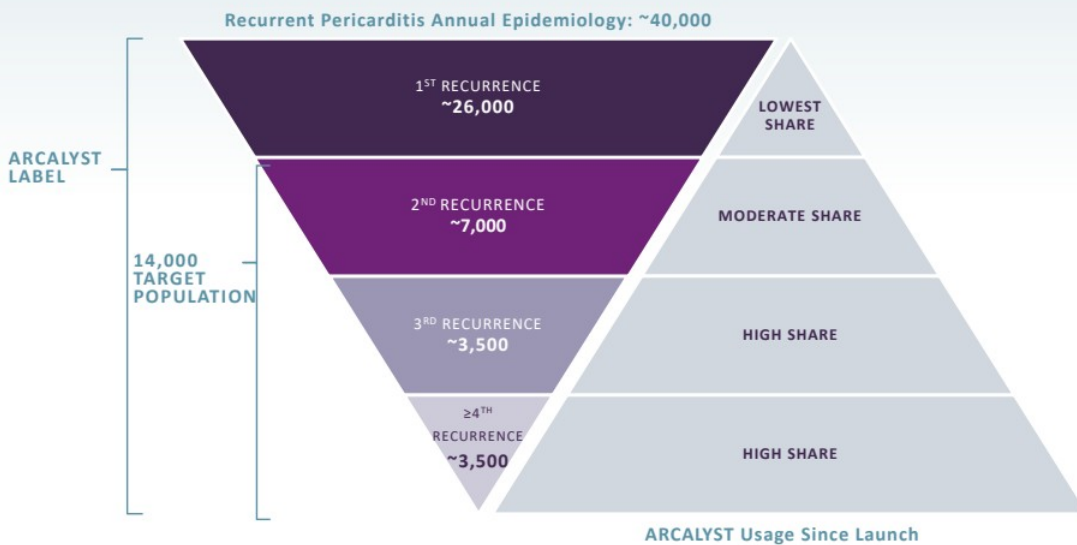 Recurrent Pericarditis Annual Epidemiology: ~40,000
1ST RECURRENCE
~26,000
LOWEST
SHARE
ARCALYST
LABEL
2ND RECURRENCE
~7,000
MODERATE SHARE
14,000
TARGET
POPULATION
3RD RECURRENCE
~3,500
HIGH SHARE
≥4TH
RECURRENCE
~3,500
HIGH SHARE
ARCALYST Usage Since Launch